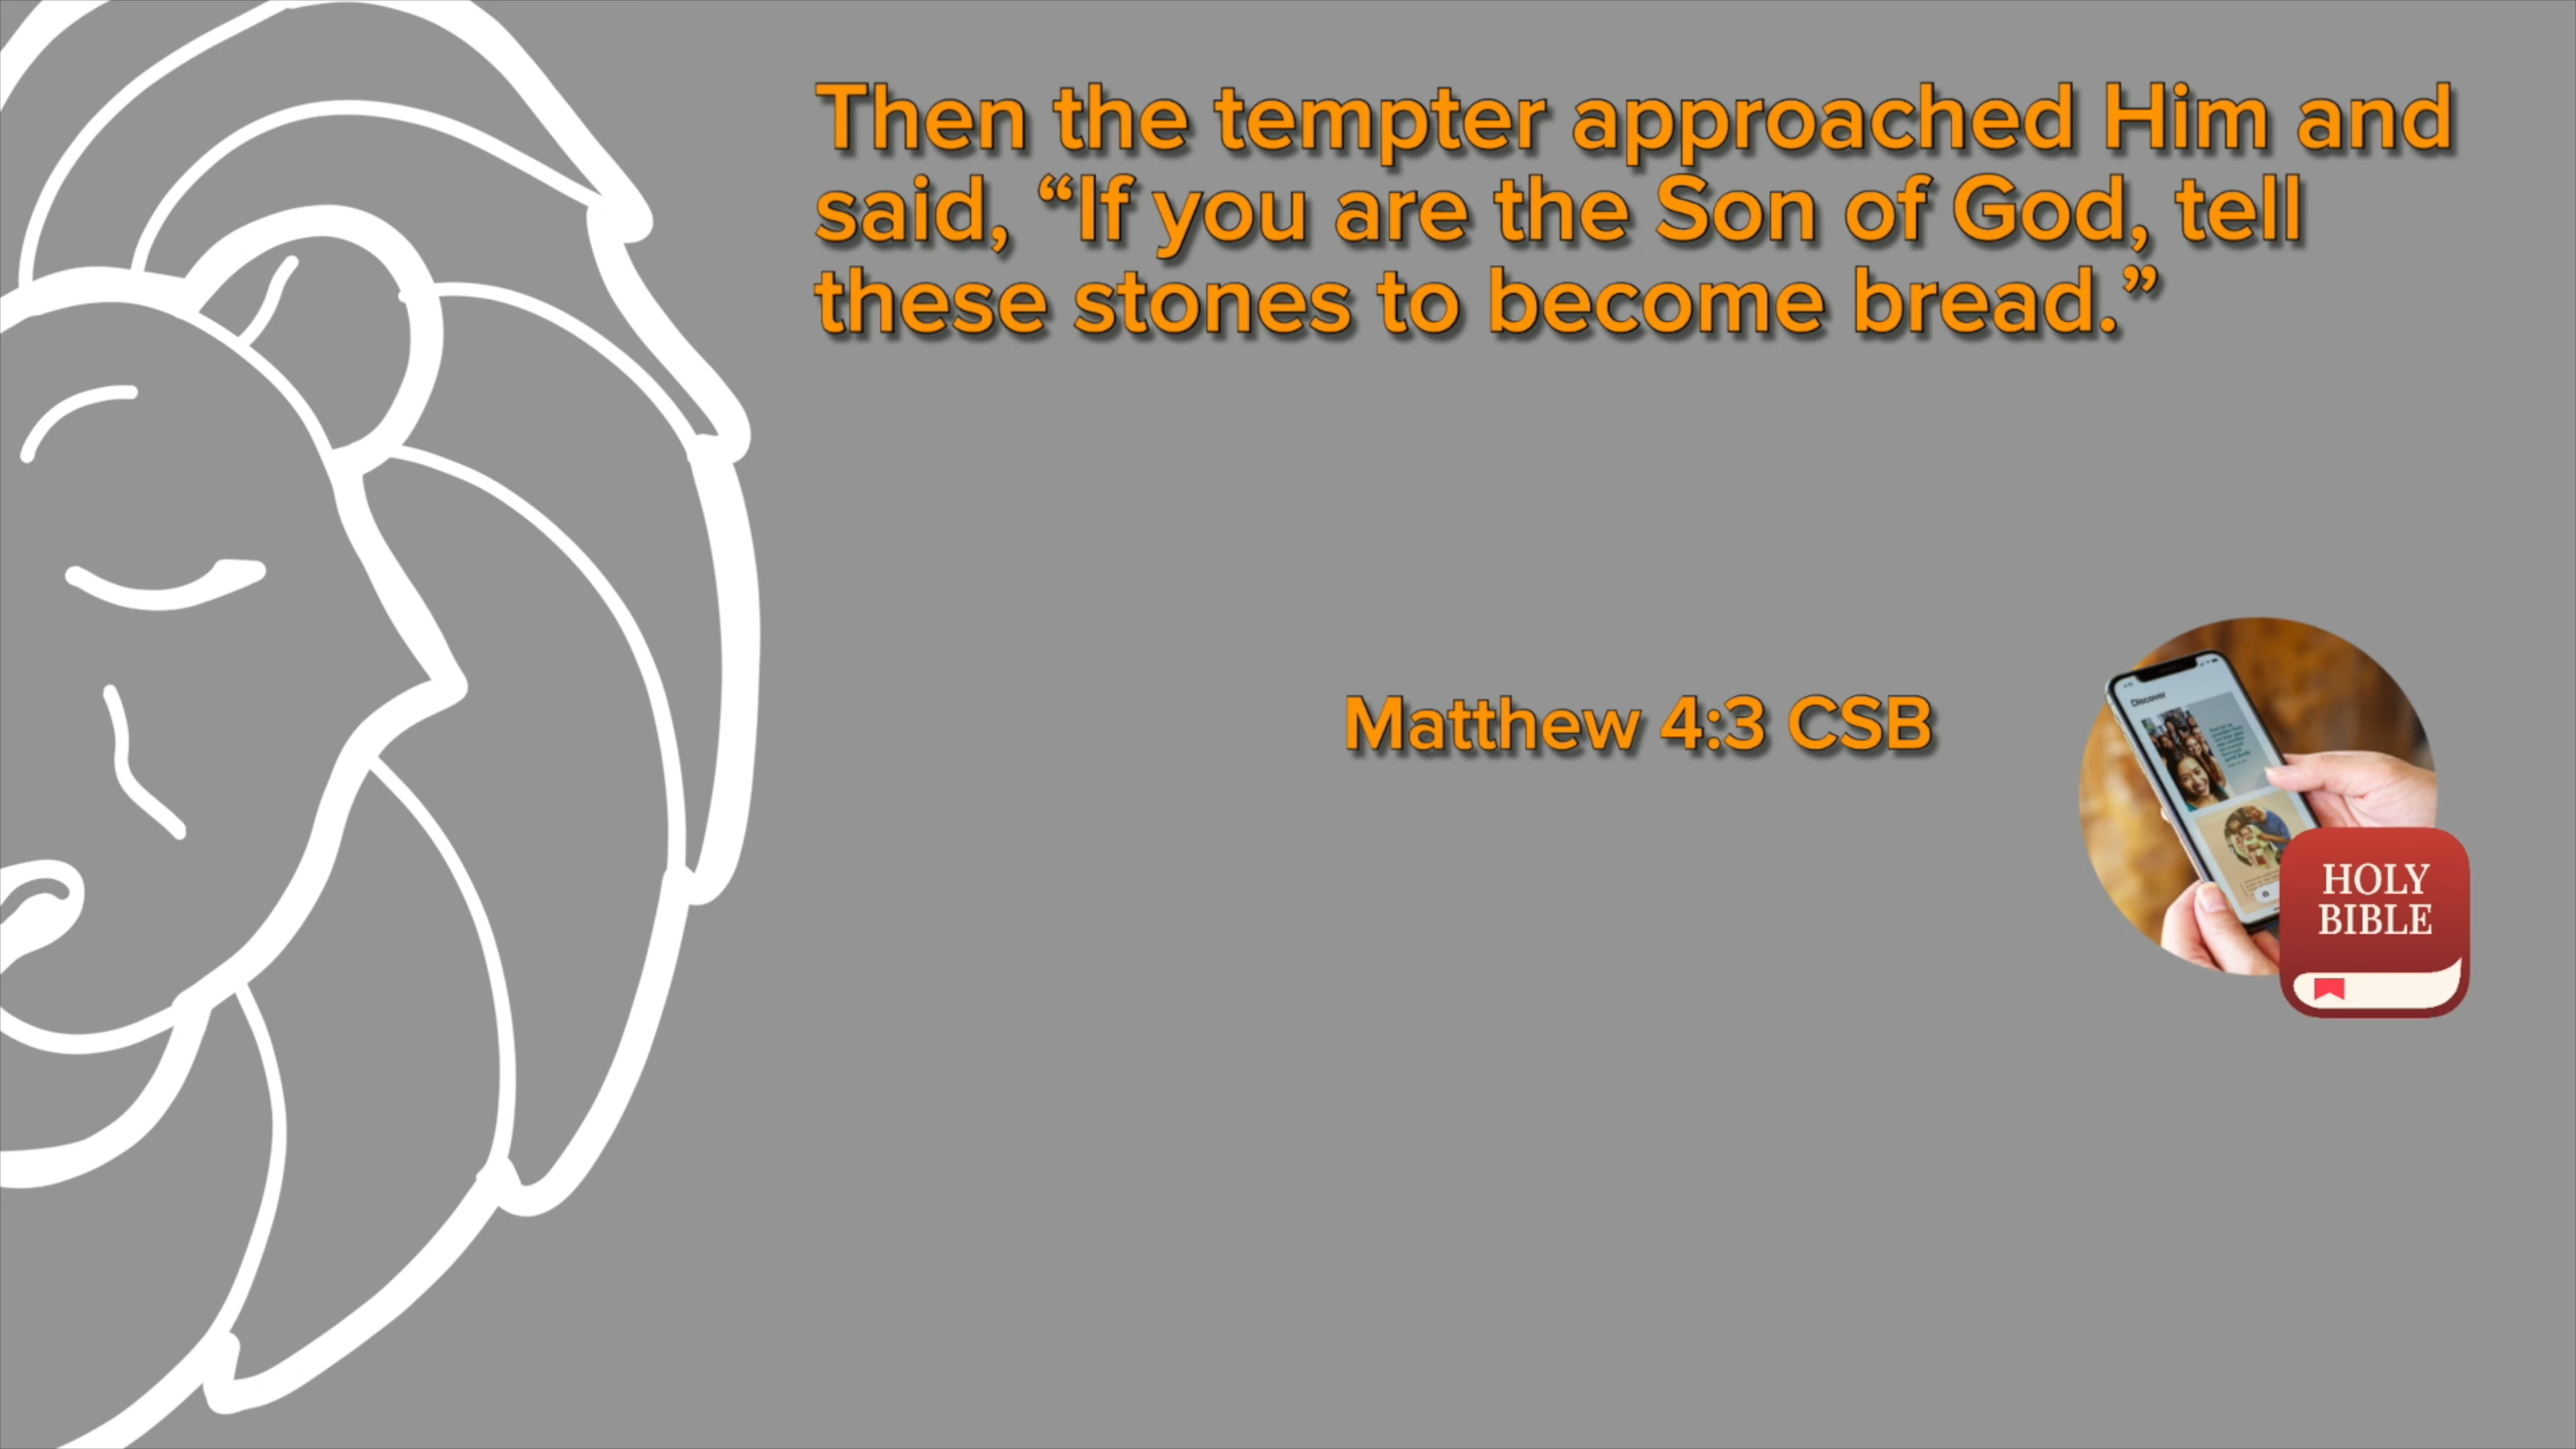 Then the tempter approached Him and
said, “If you are the Son of God, tell
these stones to become bread.”
Matthew 4:3 CSB
Discover
HOLY
BIBLE